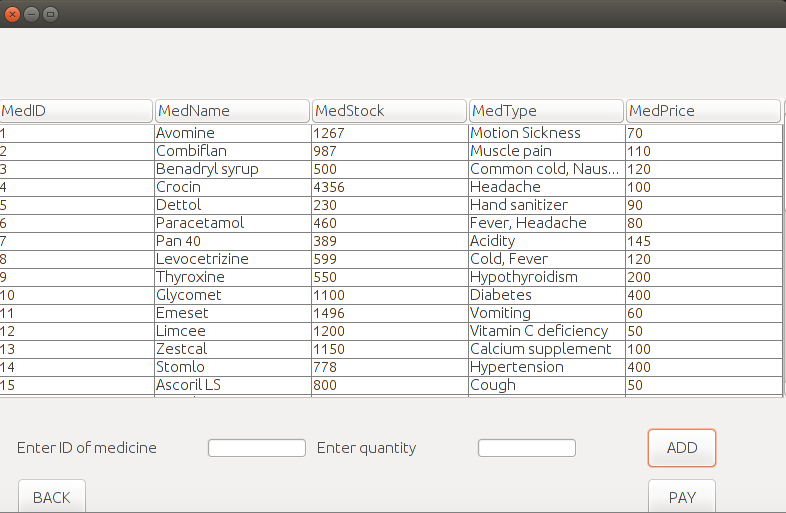 MedID MedName MedStock MedType MedPrice
1 Avomine 1267 Motion Sickness 70
2 Combiflan 987 Muscle pain 110
3 Benadryl syrup 500 Common cold, Naus... 120
4 Crocin 4356 Headache 100
5 Dettol 230 Hand sanitizer 90
6 Paracetamol 460 Fever, Headache 80
7 Pan 40 389 Acidity 145
8 Levocetrizine 599 Cold, Fever 120
9 Thyroxine 550 Hypothyroidism 200
10 Glycomet 1100 Diabetes 400
11 Emeset 1496 Vomiting 60
12 Limcee 1200 Vitamin C deficiency 50
13 Zestcal 1150 Calcium supplement 100
14 Stomlo 778 Hypertension 400
15 Ascoril LS 800 Cough 50
Enter ID of medicine Enter quantity ADD
BACK PAY